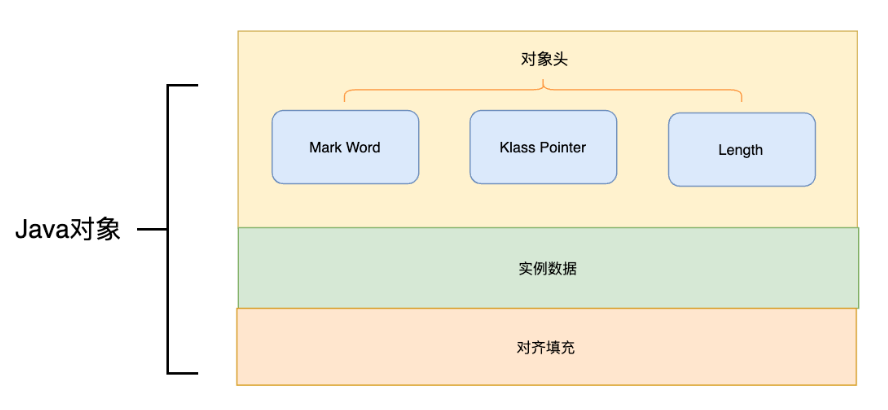 对象头
Mark Word
Klass Pointer
Length
Java对象
实例数据
对齐填充